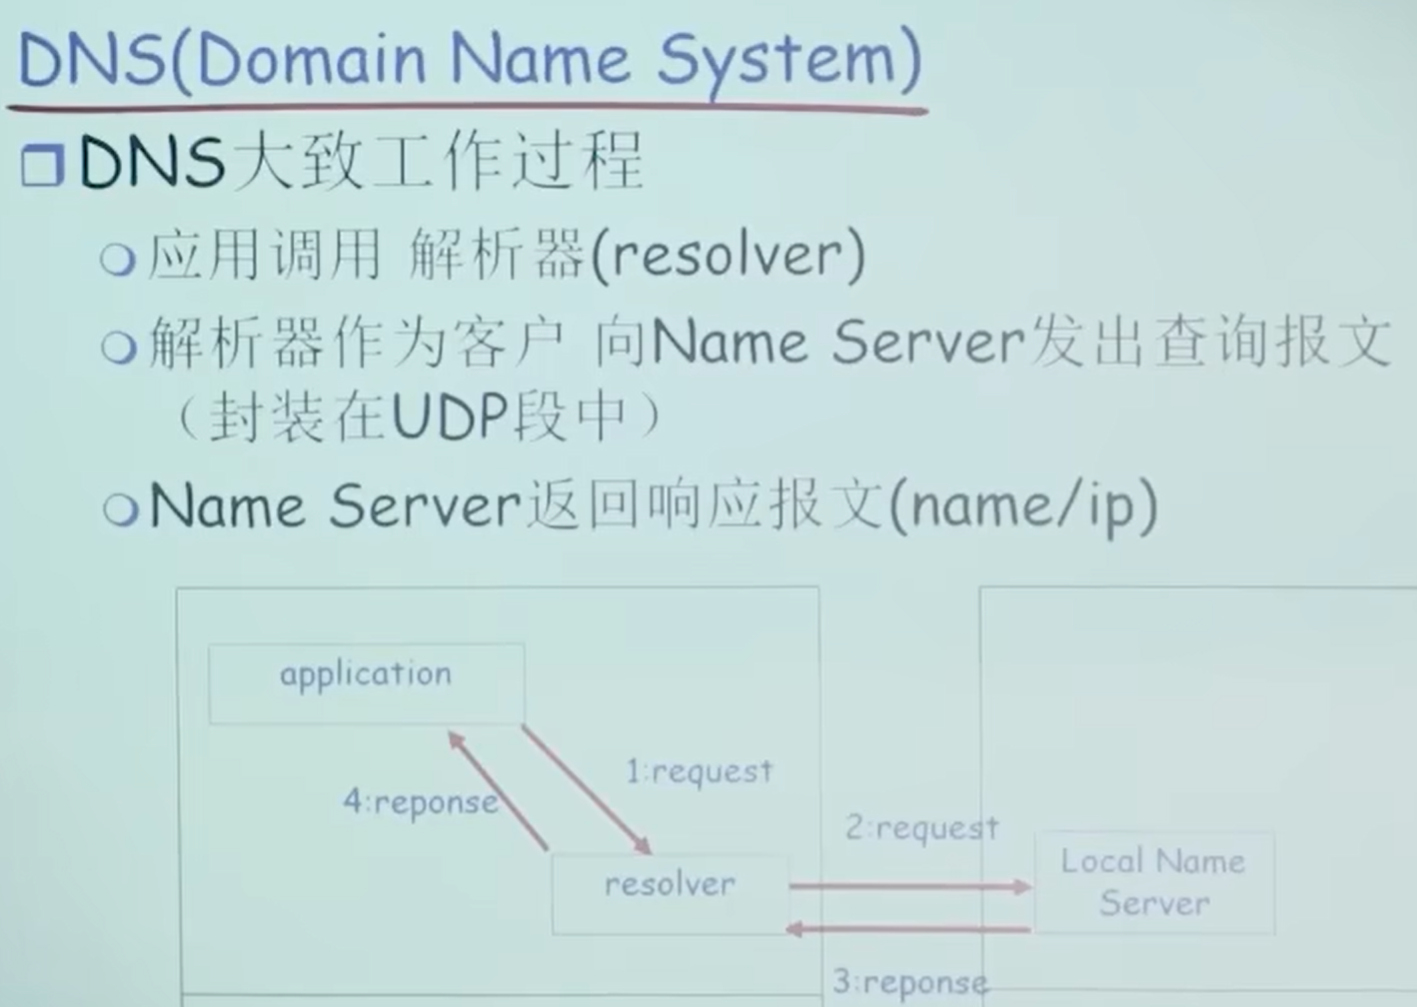 DNS(Domain Name System)
DNS大致工作过程
应用调用 解析器(resolver)
解析器作为客户 向Name Server发出查询报文
（封装在UDP段中）
Name Server返回响应报文(name/ip)
application
1:request
4:reponse
2:request
resolver
Local Name
Server
3:reponse